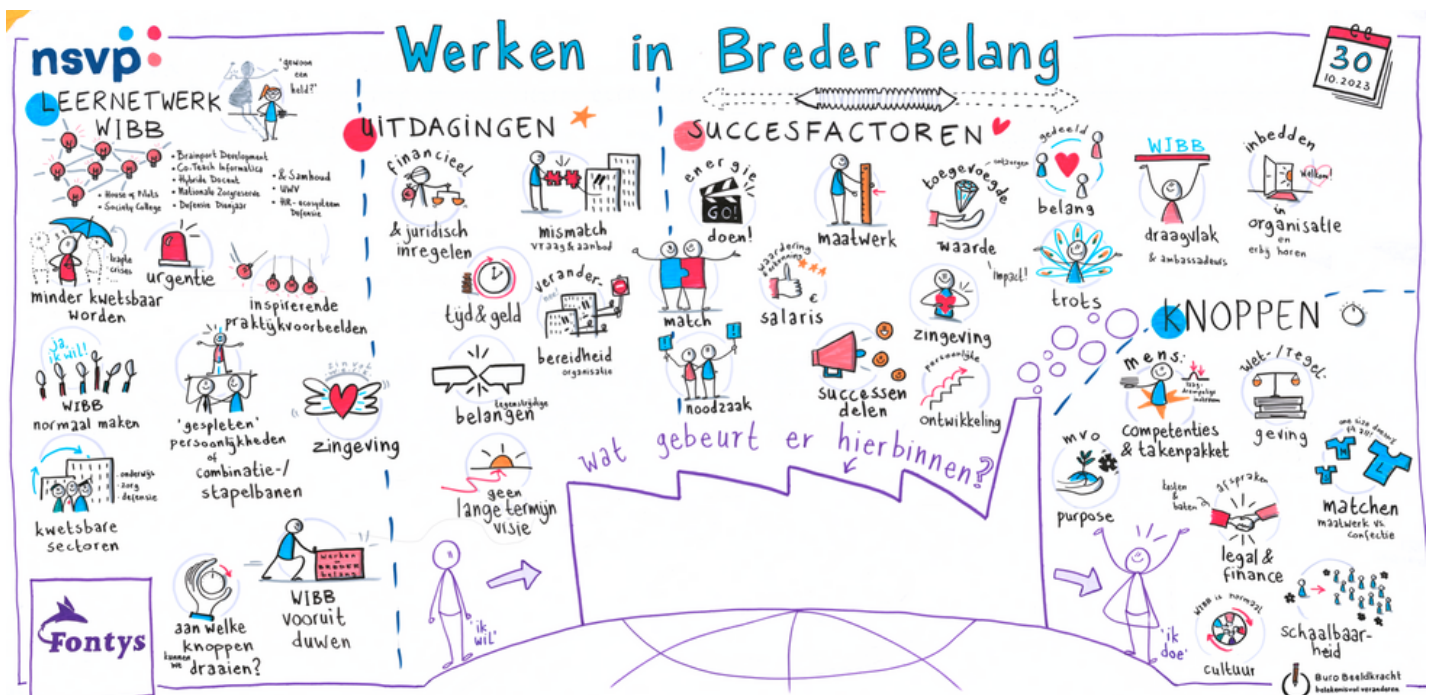 nsvp
Werken in Breder Belang
30
10.2023
LEERNETWERK
WIBB
'gewoon
een
held?'
• Brainport Development
• Co-Teach Informatica
• Hybride Docent
• Nationale Zorgreserve
• Defensie Dienjaar
• House of Pilots
• Society College
• & Samhoud
• UWV
• HR-ecosysteem
Defensie
krapte
crises
minder kwetsbaar
worden
urgentie
inspirerende
praktijkvoorbeelden
ja,
ik wil!
WIBB
normaal maken
'gespleten'
persoonlijkheden
of
combinatie-/
stapelbanen
zingeving
• onderwijs
• zorg
• defensie
kwetsbare
sectoren
aan welke
knoppen
kunnen we draaien?
Werken
in
BREDER
belang
WIBB
vooruit
duwen
Fontys
UITDAGINGEN
financieel
& juridisch
inregelen
mismatch
vraag & aanbod
tijd & geld
verander-
nee!
bereidheid
organisatie
belangen
tegenstrijdige
geen
lange termijn
visie
SUCCESFACTOREN
energie
GO!
doen!
maatwerk
toegevoegde
ontzorgen
waarde
gedeeld
belang
WIBB
draagvlak
& ambassadeurs
inbedden
Welkom!
in
organisatie
en
erbij horen
match
waardering
erkenning
€
salaris
zingeving
Impact!
trots
noodzaak
successen
delen
persoonlijke
ontwikkeling
wat gebeurt er hierbinnen?
'ik
wil'
'ik
doe'
KNOPPEN
mens:
laag-
drempelig
instromen
competenties
& takenpakket
wet-/regel-
geving
mvo
purpose
kosten
&
baten
afspraken
legal &
finance
one size doesn't
fit all!
M
L
matchen
maatwerk vs.
confectie
WIBB is normaal
cultuur
schaalbaar-
heid
Buro Beeldkracht
betekenisvol veranderen